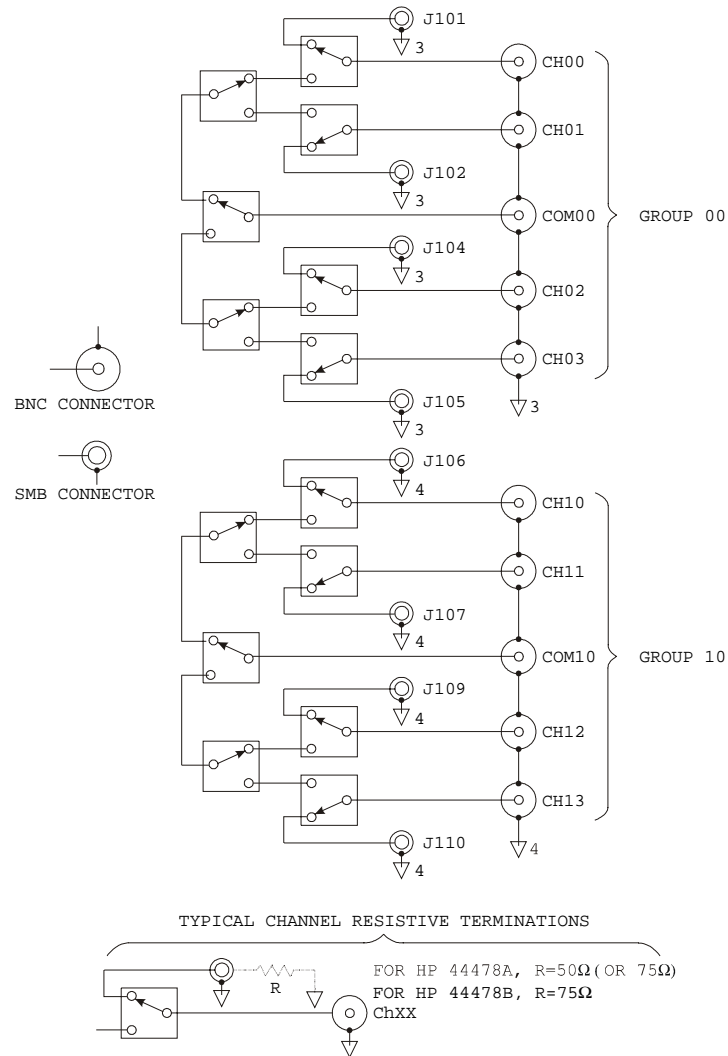 J101
3
CH00
CH01
J102
3
COM00
GROUP 00
J104
3
CH02
CH03
3
J105
3
BNC CONNECTOR
SMB CONNECTOR
J106
4
CH10
CH11
J107
4
COM10
GROUP 10
J109
4
CH12
CH13
4
J110
4
TYPICAL CHANNEL RESISTIVE TERMINATIONS
R
FOR HP 44478A, R=50Ω(OR 75Ω)
FOR HP 44478B, R=75Ω
ChXX